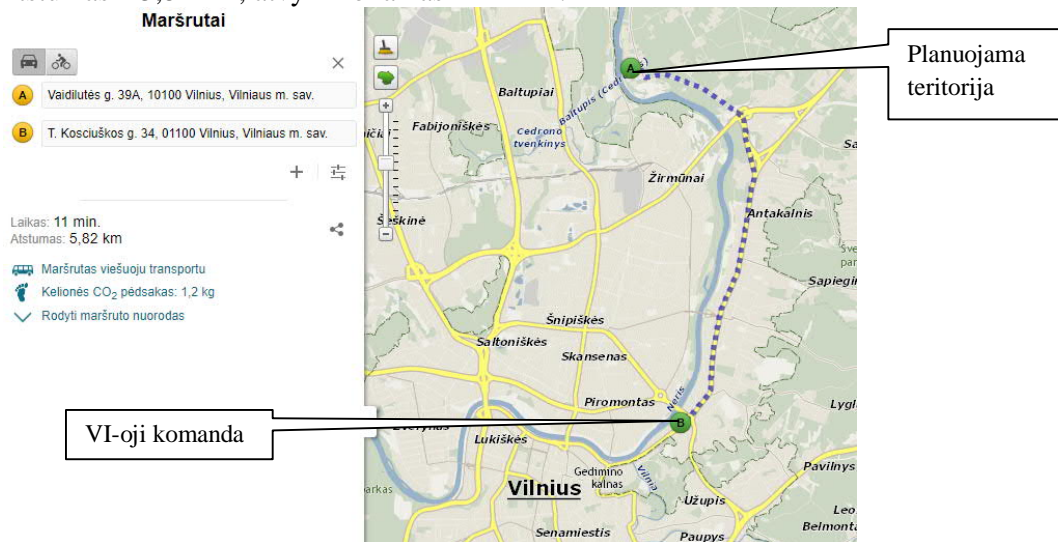 Maršrutai
A Vaidilutės g. 39A, 10100 Vilnius, Vilniaus m. sav.
B T. Kosciuškos g. 34, 01100 Vilnius, Vilniaus m. sav.
Laikas: 11 min.
Atstumas: 5,82 km
Maršrutas viešuoju transportu
Kelionės CO2 pėdsakas: 1,2 kg
Rodyti maršruto nuorodas
Planuojama
teritorija
VI-oji komanda
A
Baltupiai
Baltupis
Fabijoniškės
Cedrono
tvenkinys
Žirmūnai
Antakalnis
Šeškinė
Šnipiškės
Saltoniškės
Skansenas
Piromontas
Neris
B
Lukiškės
Vilnia
Gedimino
kalnas
Vilnius
Užupis
Pavilnys
Senamiestis
Paupys